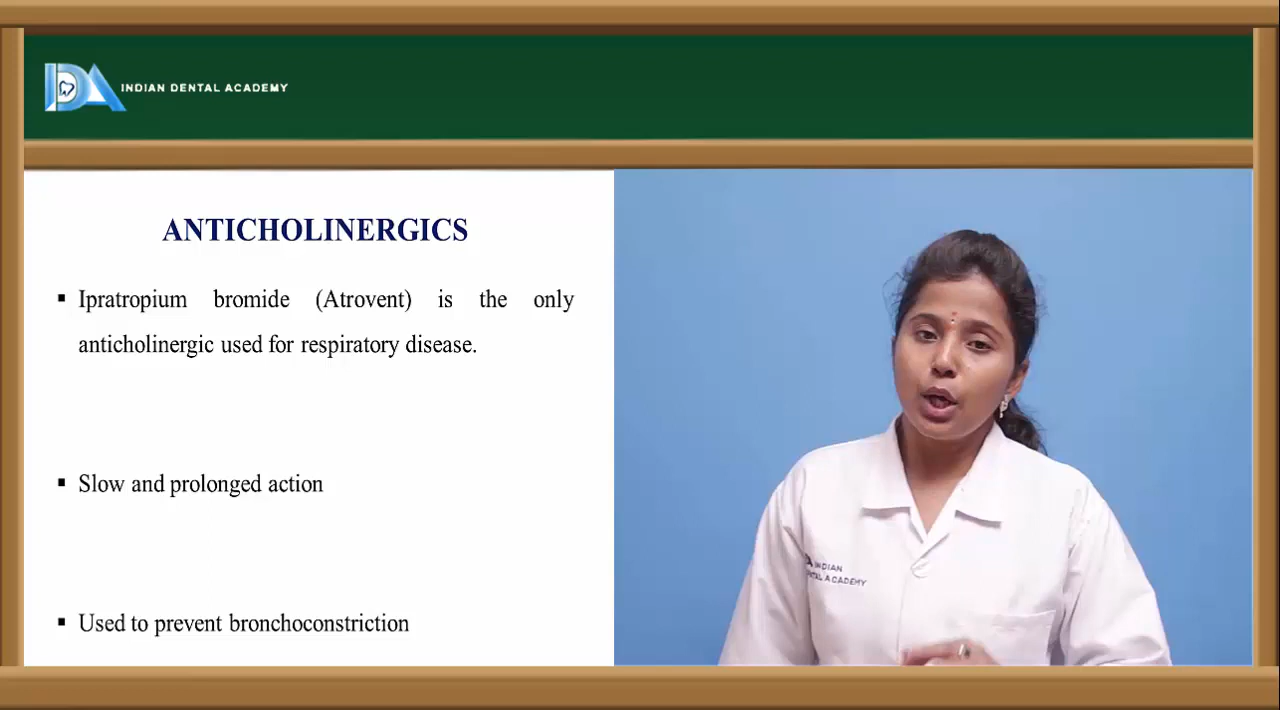 INDIAN DENTAL ACADEMY
ANTICHOLINERGICS
▪ Ipratropium bromide (Atrovent) is the only
anticholinergic used for respiratory disease.
▪ Slow and prolonged action
▪ Used to prevent bronchoconstriction
INDIAN
ACADEMY